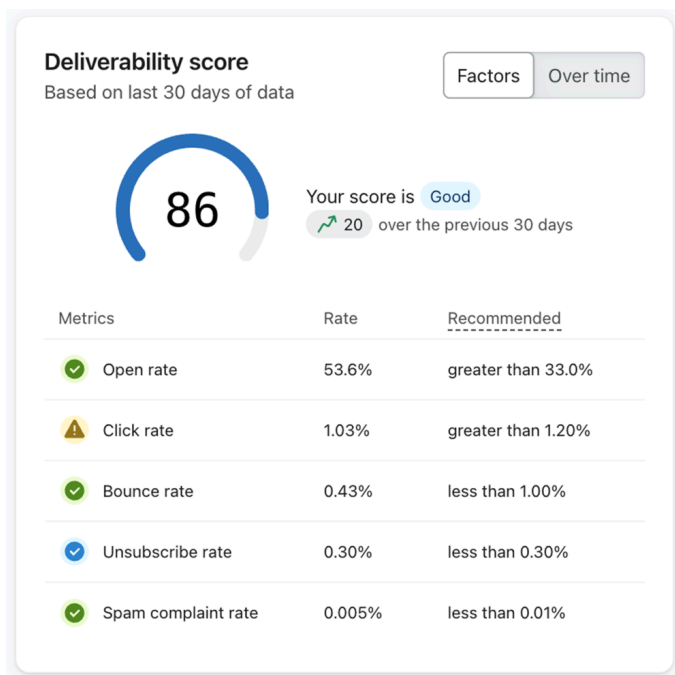 Deliverability score
Based on last 30 days of data
Factors
Over time
86
Your score is Good
20 over the previous 30 days
Metrics Rate Recommended
Open rate 53.6% greater than 33.0%
Click rate 1.03% greater than 1.20%
Bounce rate 0.43% less than 1.00%
Unsubscribe rate 0.30% less than 0.30%
Spam complaint rate 0.005% less than 0.01%